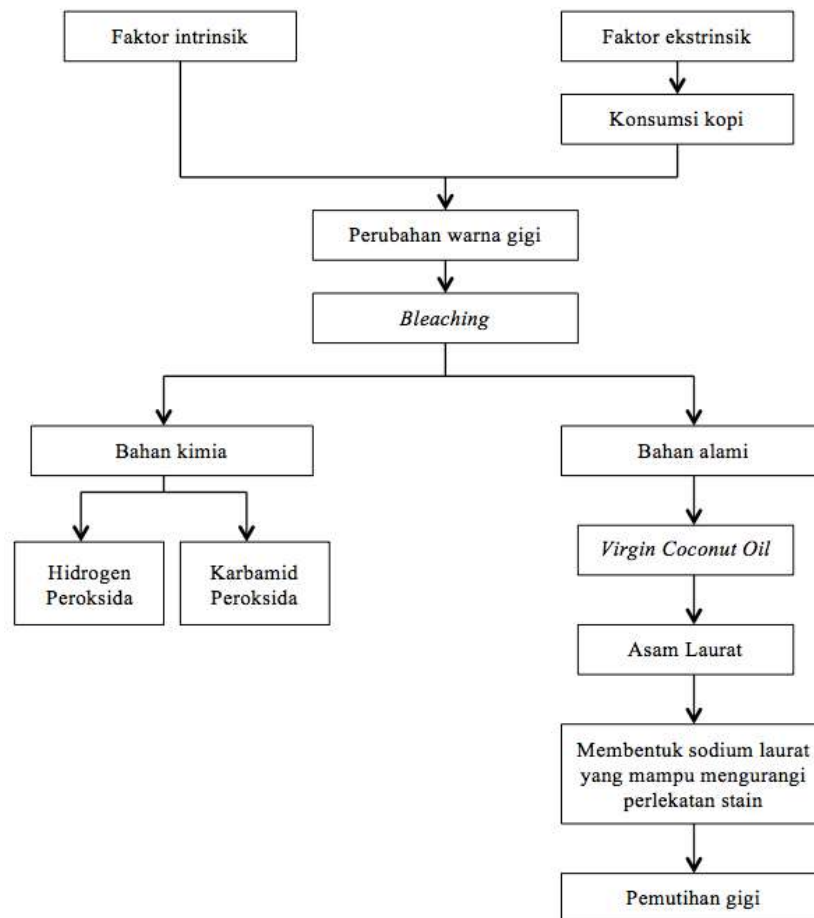 Faktor intrinsik
Faktor ekstrinsik
Konsumsi kopi
Perubahan warna gigi
Bleaching
Bahan kimia
Bahan alami
Hidrogen
Peroksida
Karbamid
Peroksida
Virgin Coconut Oil
Asam Laurat
Membentuk sodium laurat
yang mampu mengurangi
perlekatan stain
Pemutihan gigi